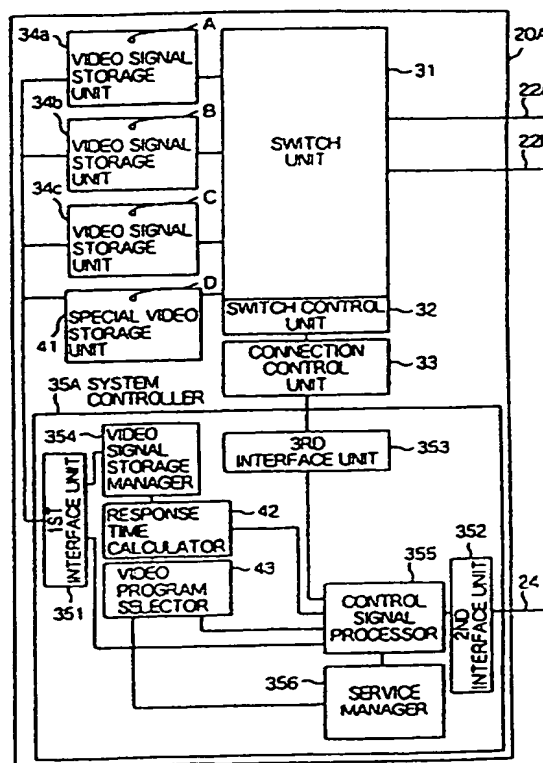 34a
A
VIDEO SIGNAL
STORAGE
UNIT
34b
B
VIDEO SIGNAL
STORAGE
UNIT
34c
C
VIDEO SIGNAL
STORAGE
UNIT
D
SPECIAL VIDEO
STORAGE
UNIT
41
31
SWITCH
UNIT
20A
22a
22b
SWITCH CONTROL
UNIT
32
CONNECTION
CONTROL
UNIT
33
35A SYSTEM
CONTROLLER
354
VIDEO
SIGNAL
STORAGE
MANAGER
3RD
INTERFACE UNIT
353
1ST
INTERFACE UNIT
351
RESPONSE
TIME
CALCULATOR
42
VIDEO
PROGRAM
SELECTOR
43
355
CONTROL
SIGNAL
PROCESSOR
352
2ND
INTERFACE UNIT
24
356
SERVICE
MANAGER